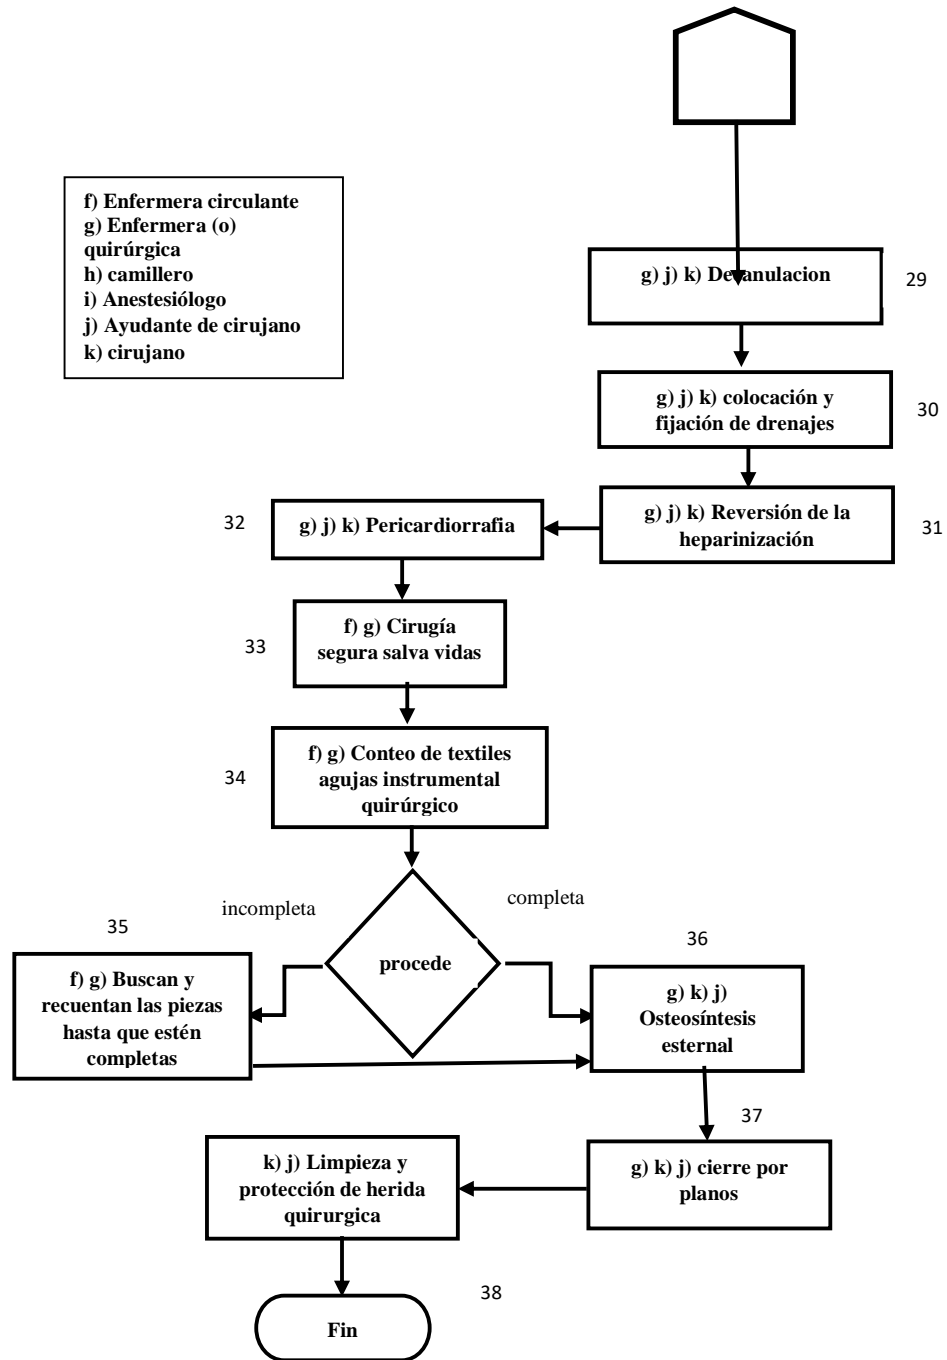 f) Enfermera circulante
g) Enfermera (o)
quirúrgica
h) camillero
i) Anestesiólogo
j) Ayudante de cirujano
k) cirujano
g) j) k) Decanulacion
29
g) j) k) colocación y
fijación de drenajes
30
g) j) k) Reversión de la
heparinización
31
32
g) j) k) Pericardiorrafia
33
f) g) Cirugía
segura salva vidas
34
f) g) Conteo de textiles
agujas instrumental
quirúrgico
incompleta
completa
procede
35
f) g) Buscan y
recuentan las piezas
hasta que estén
completas
36
g) k) j)
Osteosíntesis
esternal
37
g) k) j) cierre por
planos
k) j) Limpieza y
protección de herida
quirurgica
38
Fin